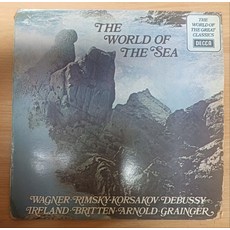 THE WORLD
OF THE SEA
THE WORLD
OF THE GREAT
CLASSICS
DECCA
WAGNER·RIMSKY-KORSAKOV·DEBUSSY
IRELAND·BRITTEN·ARNOLD·GRAINGER